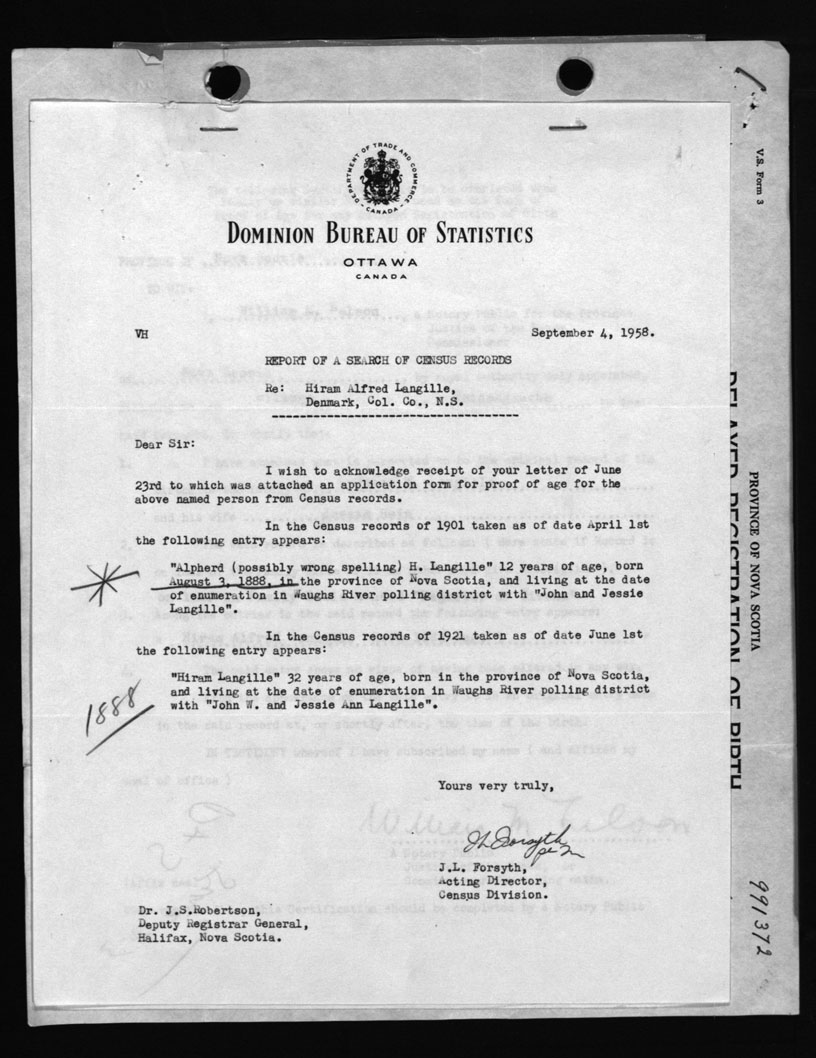 DEPARTMENT OF TRADE AND COMMERCE
CANADA
DOMINION BUREAU OF STATISTICS
OTTAWA
CANADA
VH September 4, 1958.
REPORT OF A SEARCH OF CENSUS RECORDS
Re: Hiram Alfred Langille,
Denmark, Col. Co., N.S.
Dear Sir:
I wish to acknowledge receipt of your letter of June
23rd to which was attached an application form for proof of age for the
above named person from Census records.
In the Census records of 1901 taken as of date April 1st
the following entry appears:
"Alpherd (possibly wrong spelling) H. Langille" 12 years of age, born
August 3, 1888, in the province of Nova Scotia, and living at the date
of enumeration in Waughs River polling district with "John and Jessie
Langille".
In the Census records of 1921 taken as of date June 1st
the following entry appears:
"Hiram Langille" 32 years of age, born in the province of Nova Scotia,
and living at the date of enumeration in Waughs River polling district
with "John W. and Jessie Ann Langille".
1888
Yours very truly,
JL Forsyth
J.L. Forsyth,
Acting Director,
Census Division.
Dr. J.S.Robertson,
Deputy Registrar General,
Halifax, Nova Scotia.
V.S. Form 3
PROVINCE OF NOVA SCOTIA
DELAYED REGISTRATION OF BIRTH
991372